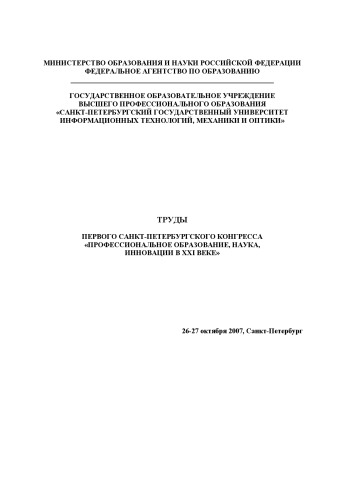 МИНИСТЕРСТВО ОБРАЗОВАНИЯ И НАУКИ РОССИЙСКОЙ ФЕДЕРАЦИИ
ФЕДЕРАЛЬНОЕ АГЕНТСТВО ПО ОБРАЗОВАНИЮ
ГОСУДАРСТВЕННОЕ ОБРАЗОВАТЕЛЬНОЕ УЧРЕЖДЕНИЕ
ВЫСШЕГО ПРОФЕССИОНАЛЬНОГО ОБРАЗОВАНИЯ
«САНКТ-ПЕТЕРБУРГСКИЙ ГОСУДАРСТВЕННЫЙ УНИВЕРСИТЕТ
ИНФОРМАЦИОННЫХ ТЕХНОЛОГИЙ, МЕХАНИКИ И ОПТИКИ»
ТРУДЫ
ПЕРВОГО САНКТ-ПЕТЕРБУРГСКОГО КОНГРЕССА
«ПРОФЕССИОНАЛЬНОЕ ОБРАЗОВАНИЕ, НАУКА,
ИННОВАЦИИ В XXI ВЕКЕ»
26-27 октября 2007, Санкт-Петербург